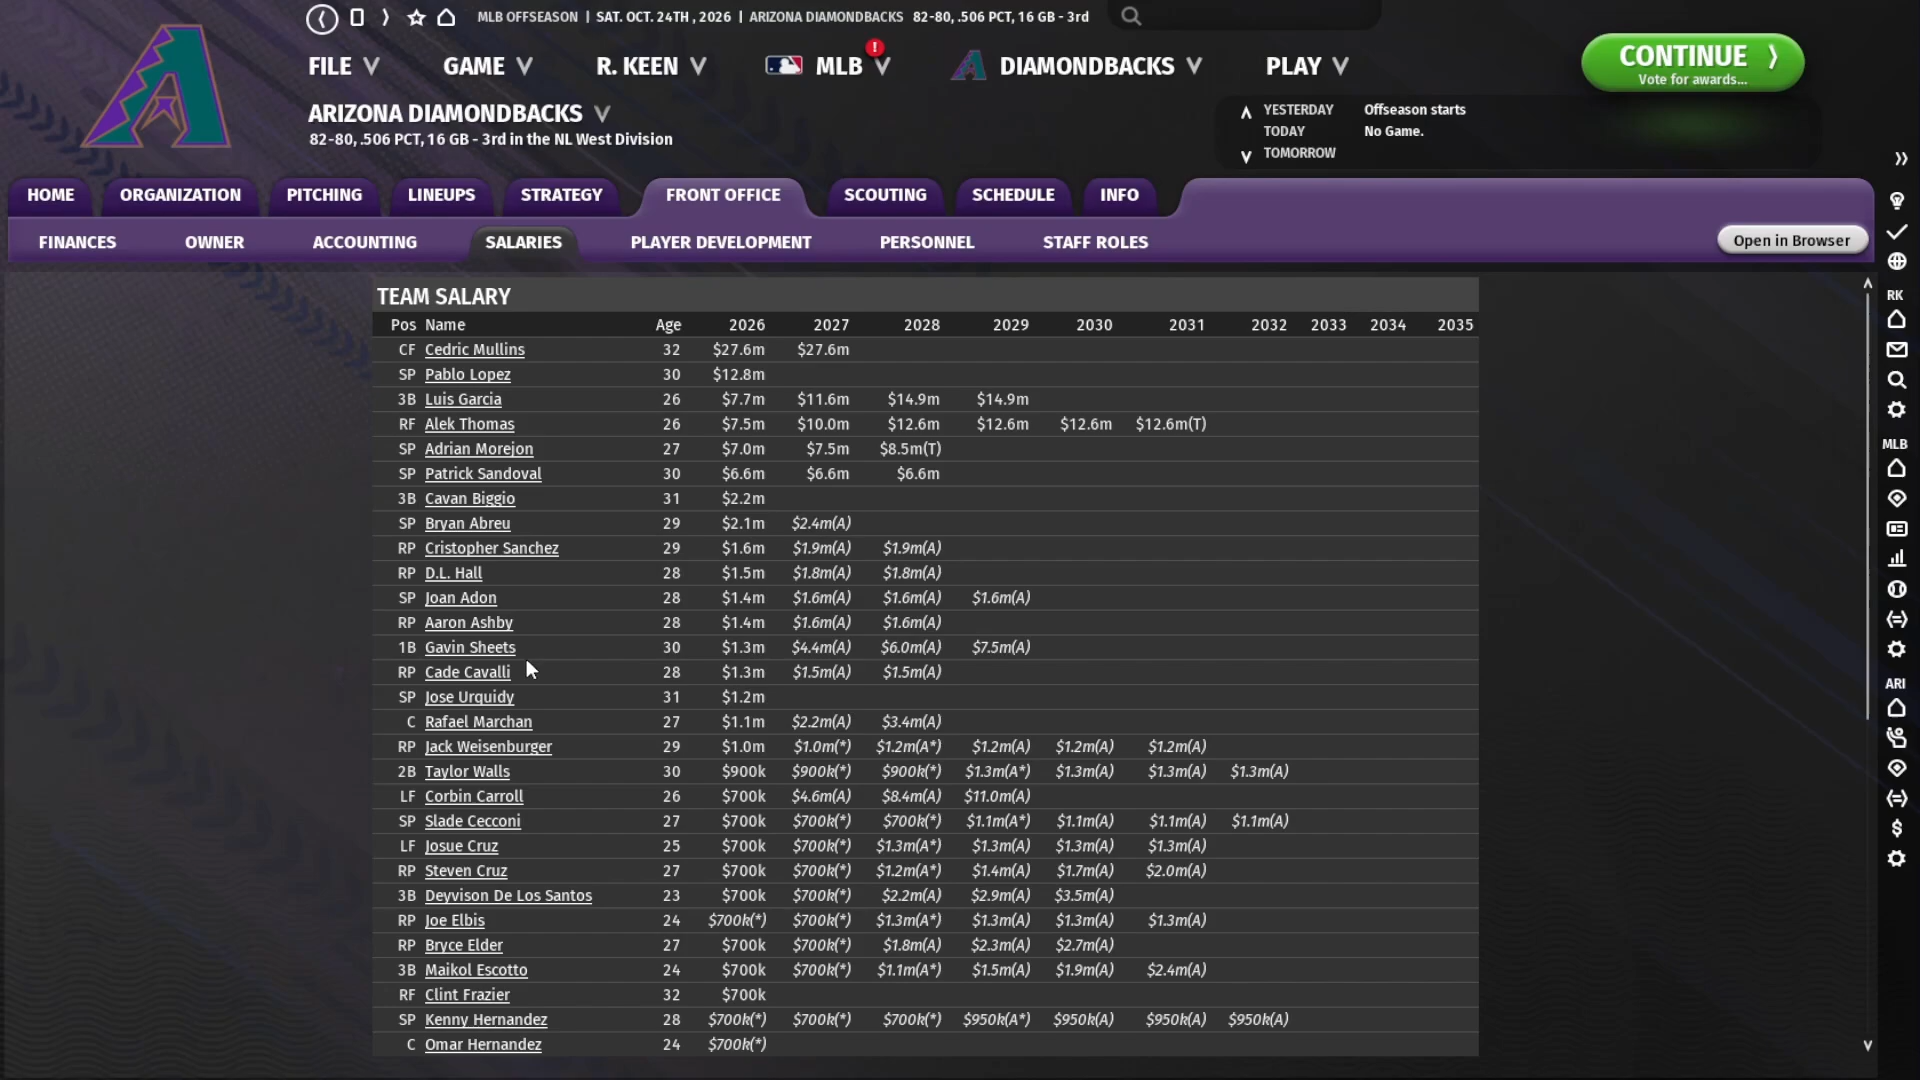 MLB OFFSEASON | SAT. OCT. 24TH , 2026 | ARIZONA DIAMONDBACKS 82-80, .506 PCT, 16 GB - 3rd
FILE GAME R. KEEN MLB ! DIAMONDBACKS PLAY
CONTINUE
Vote for awards...
ARIZONA DIAMONDBACKS
82-80, .506 PCT, 16 GB - 3rd in the NL West Division
YESTERDAY Offseason starts
TODAY No Game.
TOMORROW
HOME ORGANIZATION PITCHING LINEUPS STRATEGY FRONT OFFICE SCOUTING SCHEDULE INFO
FINANCES OWNER ACCOUNTING SALARIES PLAYER DEVELOPMENT PERSONNEL STAFF ROLES Open in Browser
TEAM SALARY
Pos Name Age 2026 2027 2028 2029 2030 2031 2032 2033 2034 2035
CF Cedric Mullins 32 $27.6m $27.6m
SP Pablo Lopez 30 $12.8m
3B Luis Garcia 26 $7.7m $11.6m $14.9m $14.9m
RF Alek Thomas 26 $7.5m $10.0m $12.6m $12.6m $12.6m $12.6m(T)
SP Adrian Morejon 27 $7.0m $7.5m $8.5m(T)
SP Patrick Sandoval 30 $6.6m $6.6m $6.6m
3B Cavan Biggio 31 $2.2m
SP Bryan Abreu 29 $2.1m $2.4m(A)
RP Cristopher Sanchez 29 $1.6m $1.9m(A) $1.9m(A)
RP D.L. Hall 28 $1.5m $1.8m(A) $1.8m(A)
SP Joan Adon 28 $1.4m $1.6m(A) $1.6m(A) $1.6m(A)
RP Aaron Ashby 28 $1.4m $1.6m(A) $1.6m(A)
1B Gavin Sheets 30 $1.3m $4.4m(A) $6.0m(A) $7.5m(A)
RP Cade Cavalli 28 $1.3m $1.5m(A) $1.5m(A)
SP Jose Urquidy 31 $1.2m
C Rafael Marchan 27 $1.1m $2.2m(A) $3.4m(A)
RP Jack Weisenburger 29 $1.0m $1.0m(*) $1.2m(A*) $1.2m(A) $1.2m(A) $1.2m(A)
2B Taylor Walls 30 $900k $900k(*) $900k(*) $1.3m(A*) $1.3m(A) $1.3m(A) $1.3m(A)
LF Corbin Carroll 26 $700k $4.6m(A) $8.4m(A) $11.0m(A)
SP Slade Cecconi 27 $700k $700k(*) $700k(*) $1.1m(A*) $1.1m(A) $1.1m(A) $1.1m(A)
LF Josue Cruz 25 $700k $700k(*) $1.3m(A*) $1.3m(A) $1.3m(A) $1.3m(A)
RP Steven Cruz 27 $700k $700k(*) $1.2m(A*) $1.4m(A) $1.7m(A) $2.0m(A)
3B Deyvison De Los Santos 23 $700k $700k(*) $2.2m(A) $2.9m(A) $3.5m(A)
RP Joe Elbis 24 $700k(*) $700k(*) $1.3m(A*) $1.3m(A) $1.3m(A) $1.3m(A)
RP Bryce Elder 27 $700k $700k(*) $1.8m(A) $2.3m(A) $2.7m(A)
3B Maikol Escotto 24 $700k $700k(*) $1.1m(A*) $1.5m(A) $1.9m(A) $2.4m(A)
RF Clint Frazier 32 $700k
SP Kenny Hernandez 28 $700k(*) $700k(*) $700k(*) $950k(A*) $950k(A) $950k(A) $950k(A)
C Omar Hernandez 24 $700k(*)
RK
MLB
ARI